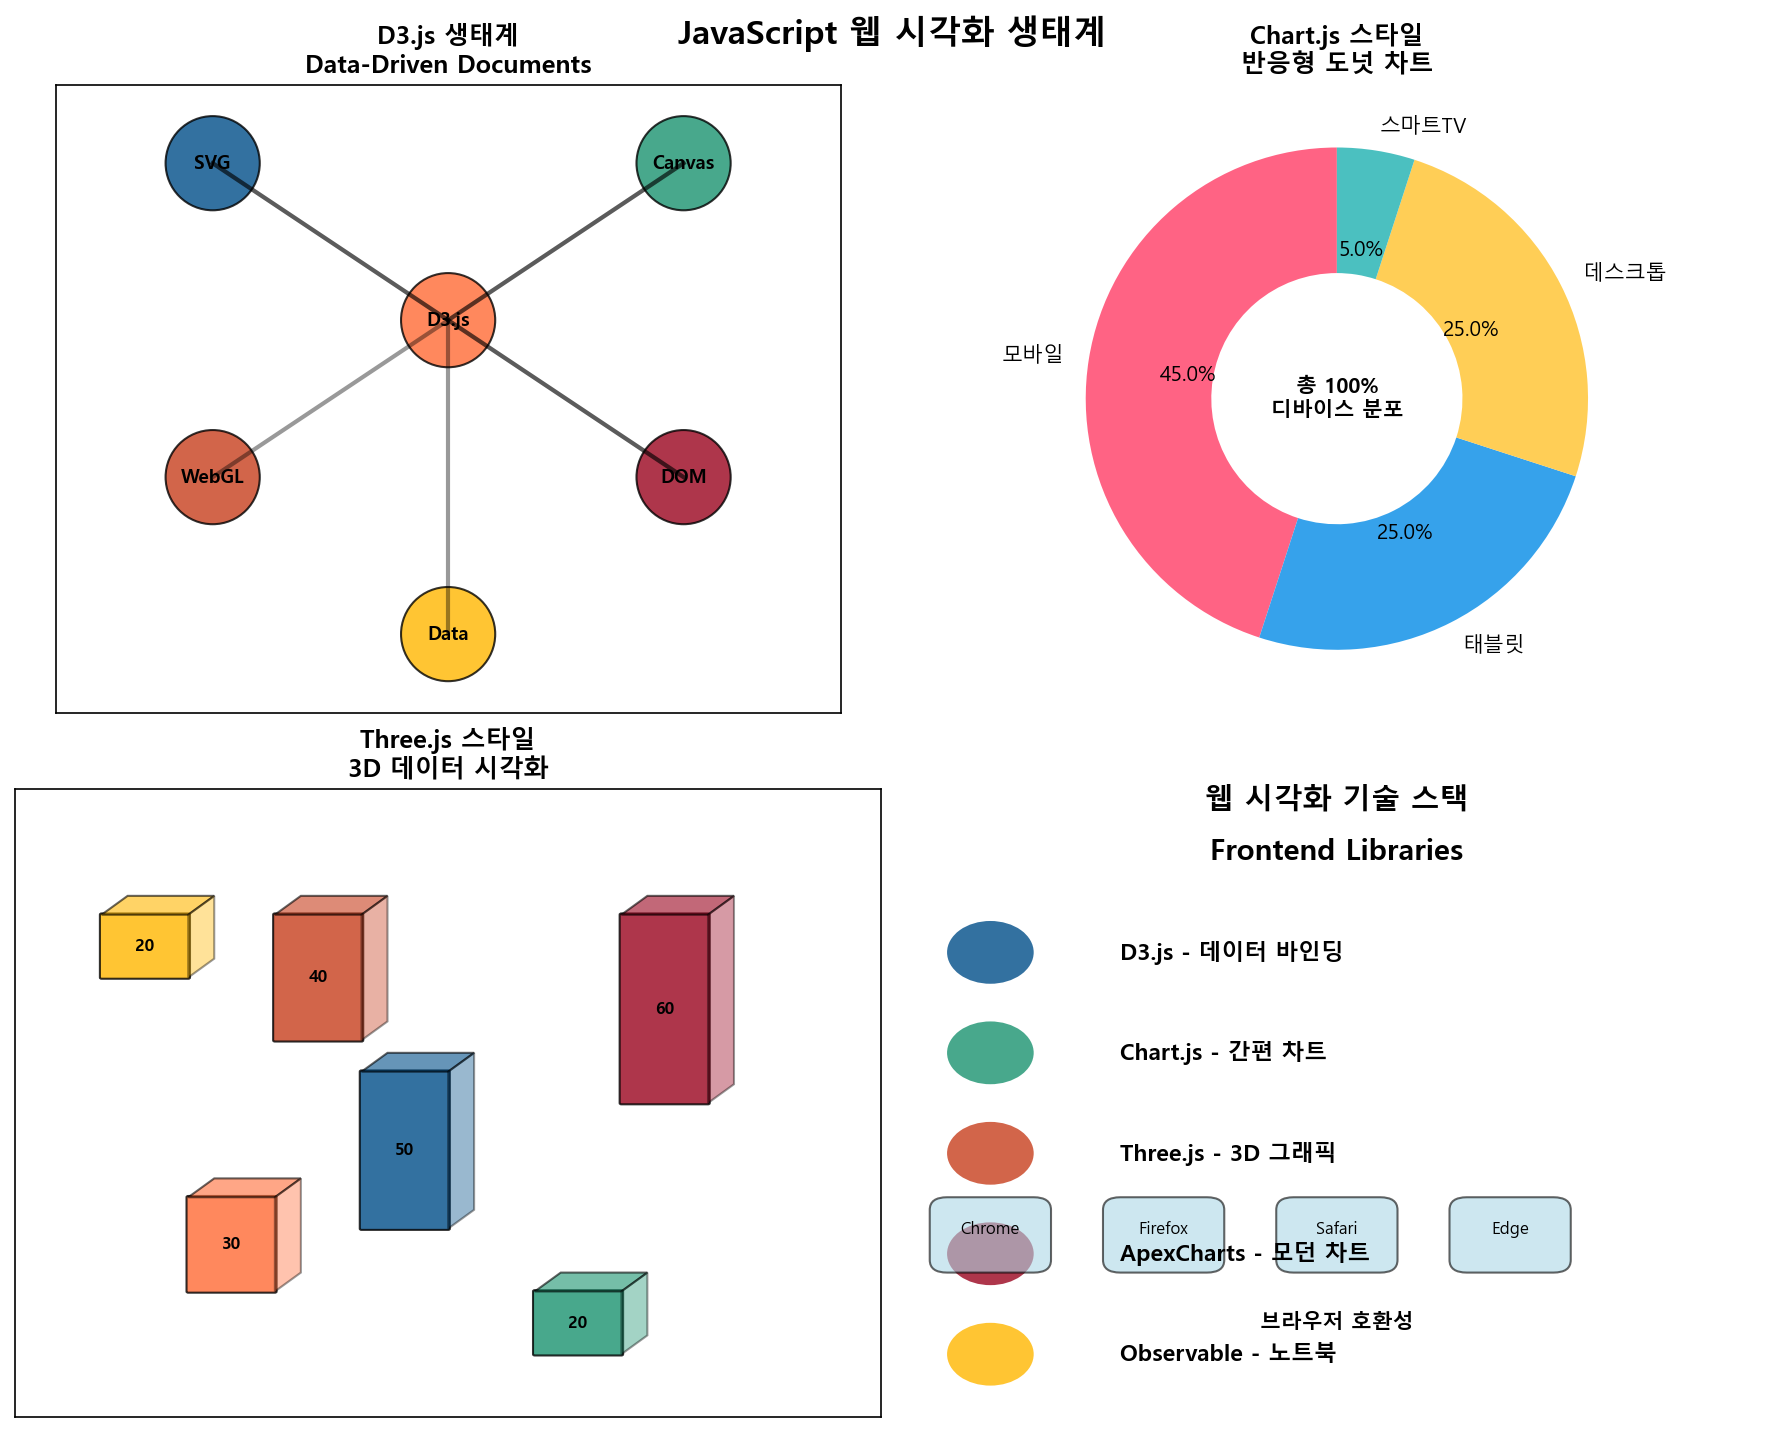 JavaScript 웹 시각화 생태계
D3.js 생태계
Data-Driven Documents
SVG
Canvas
D3.js
WebGL
DOM
Data
Chart.js 스타일
반응형 도넛 차트
스마트TV
5.0%
데스크톱
25.0%
모바일
45.0%
총 100%
디바이스 분포
25.0%
태블릿
Three.js 스타일
3D 데이터 시각화
20
40
60
50
30
20
웹 시각화 기술 스택
Frontend Libraries
D3.js - 데이터 바인딩
Chart.js - 간편 차트
Three.js - 3D 그래픽
Chrome
Firefox
Safari
Edge
ApexCharts - 모던 차트
브라우저 호환성
Observable - 노트북